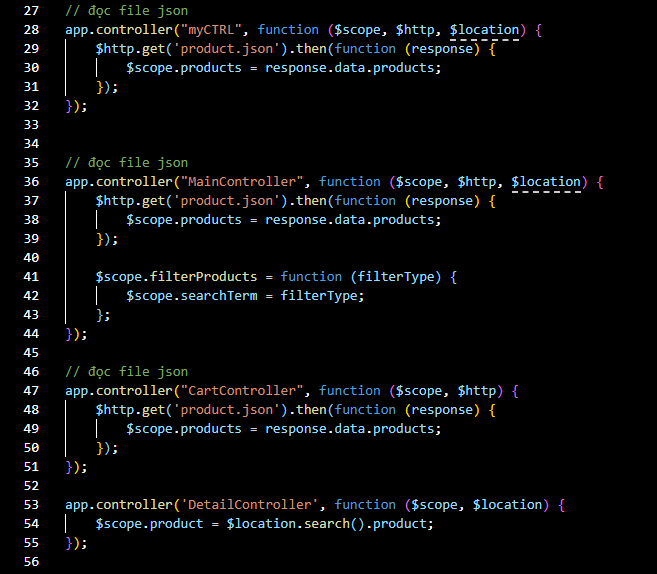 27 // đọc file json
28 app.controller("myCTRL", function ($scope, $http, $location) {
29     $http.get('product.json').then(function (response) {
30         $scope.products = response.data.products;
31     });
32 });
33
34
35 // đọc file json
36 app.controller("MainController", function ($scope, $http, $location) {
37     $http.get('product.json').then(function (response) {
38         $scope.products = response.data.products;
39     });
40
41     $scope.filterProducts = function (filterType) {
42         $scope.searchTerm = filterType;
43     };
44 });
45
46 // đọc file json
47 app.controller("CartController", function ($scope, $http) {
48     $http.get('product.json').then(function (response) {
49         $scope.products = response.data.products;
50     });
51 });
52
53 app.controller('DetailController', function ($scope, $location) {
54     $scope.product = $location.search().product;
55 });
56